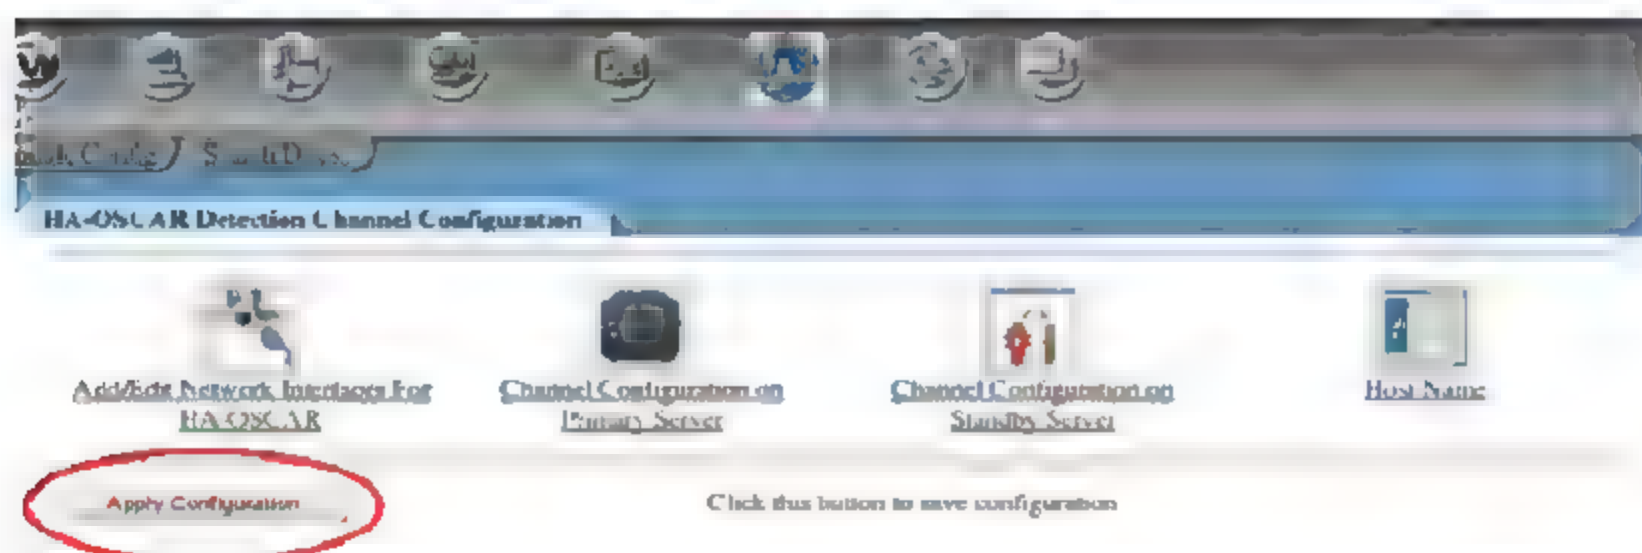 Config
HA-OSCAR Detection Channel Configuration
Add/Edit Network Interfaces For
HA-OSCAR
Channel Configuration on
Primary Server
Channel Configuration on
Standby Server
Host Name
Apply Configuration
Click this button to save configuration